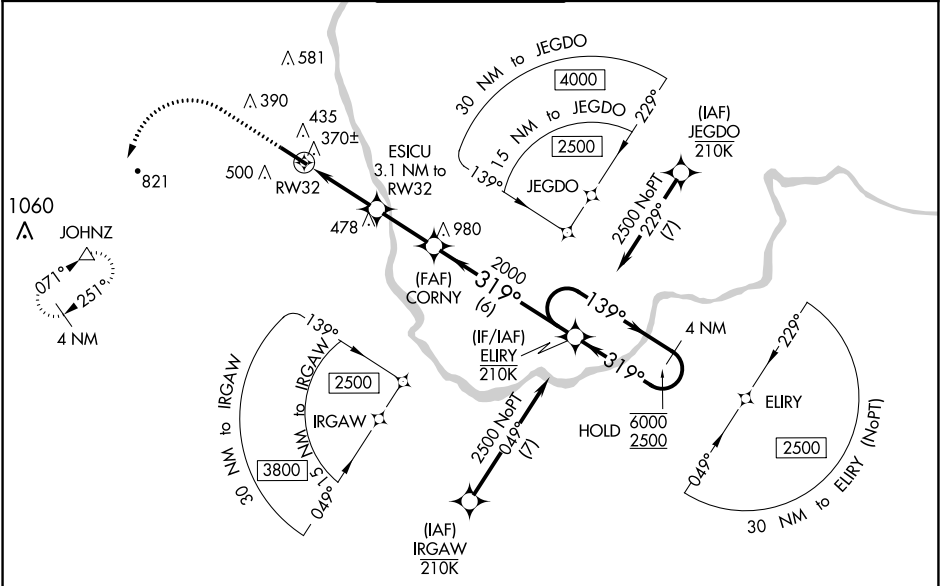 581
390
435
370±
500
RW32
821
ESICU
3.1 NM to
RW32
478
980
(FAF)
CORNY
2000
319°
(6)
1060
JOHNZ
071°
251°
4 NM
30 NM to JEGDO
4000
15 NM to JEGDO
2500
229°
139°
JEGDO
(IAF)
JEGDO
210K
2500 NoPT
229°
(7)
139°
4 NM
319°
(IF/IAF)
ELIRY
210K
HOLD
6000
2500
30 NM to IRGAW
3800
15 NM to IRGAW
2500
139°
IRGAW
049°
2500 NoPT
049°
(7)
(IAF)
IRGAW
210K
229°
ELIRY
2500
049°
30 NM to ELIRY (NoPT)